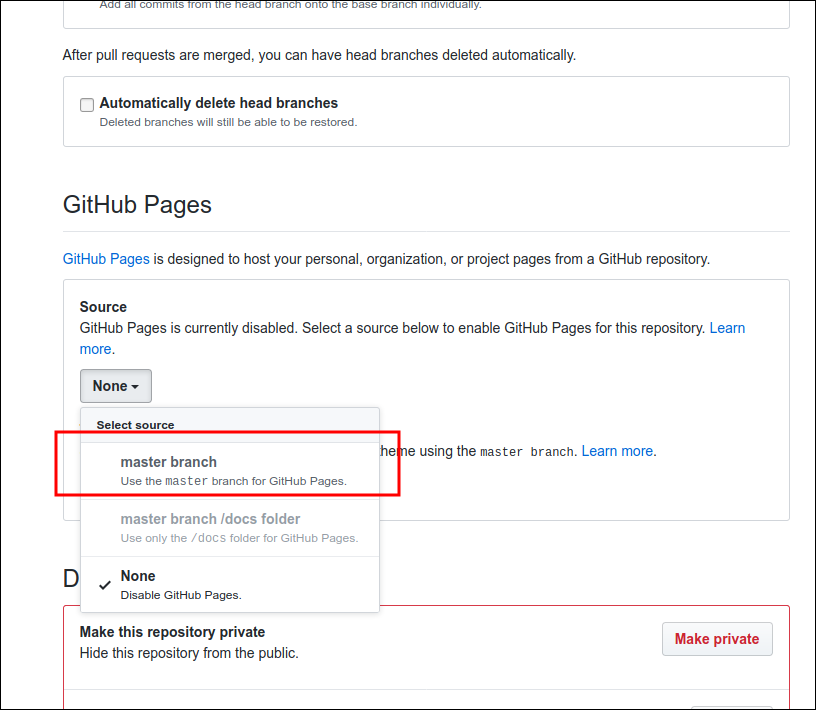 Add all commits from the head branch onto the base branch individually.
After pull requests are merged, you can have head branches deleted automatically.
Automatically delete head branches
Deleted branches will still be able to be restored.
GitHub Pages
GitHub Pages is designed to host your personal, organization, or project pages from a GitHub repository.
Source
GitHub Pages is currently disabled. Select a source below to enable GitHub Pages for this repository. Learn
more.
None
Select source
heme using the master branch. Learn more.
master branch
Use the master branch for GitHub Pages.
master branch /docs folder
Use only the /docs folder for GitHub Pages.
None
Disable GitHub Pages.
D
Make this repository private
Hide this repository from the public.
Make private